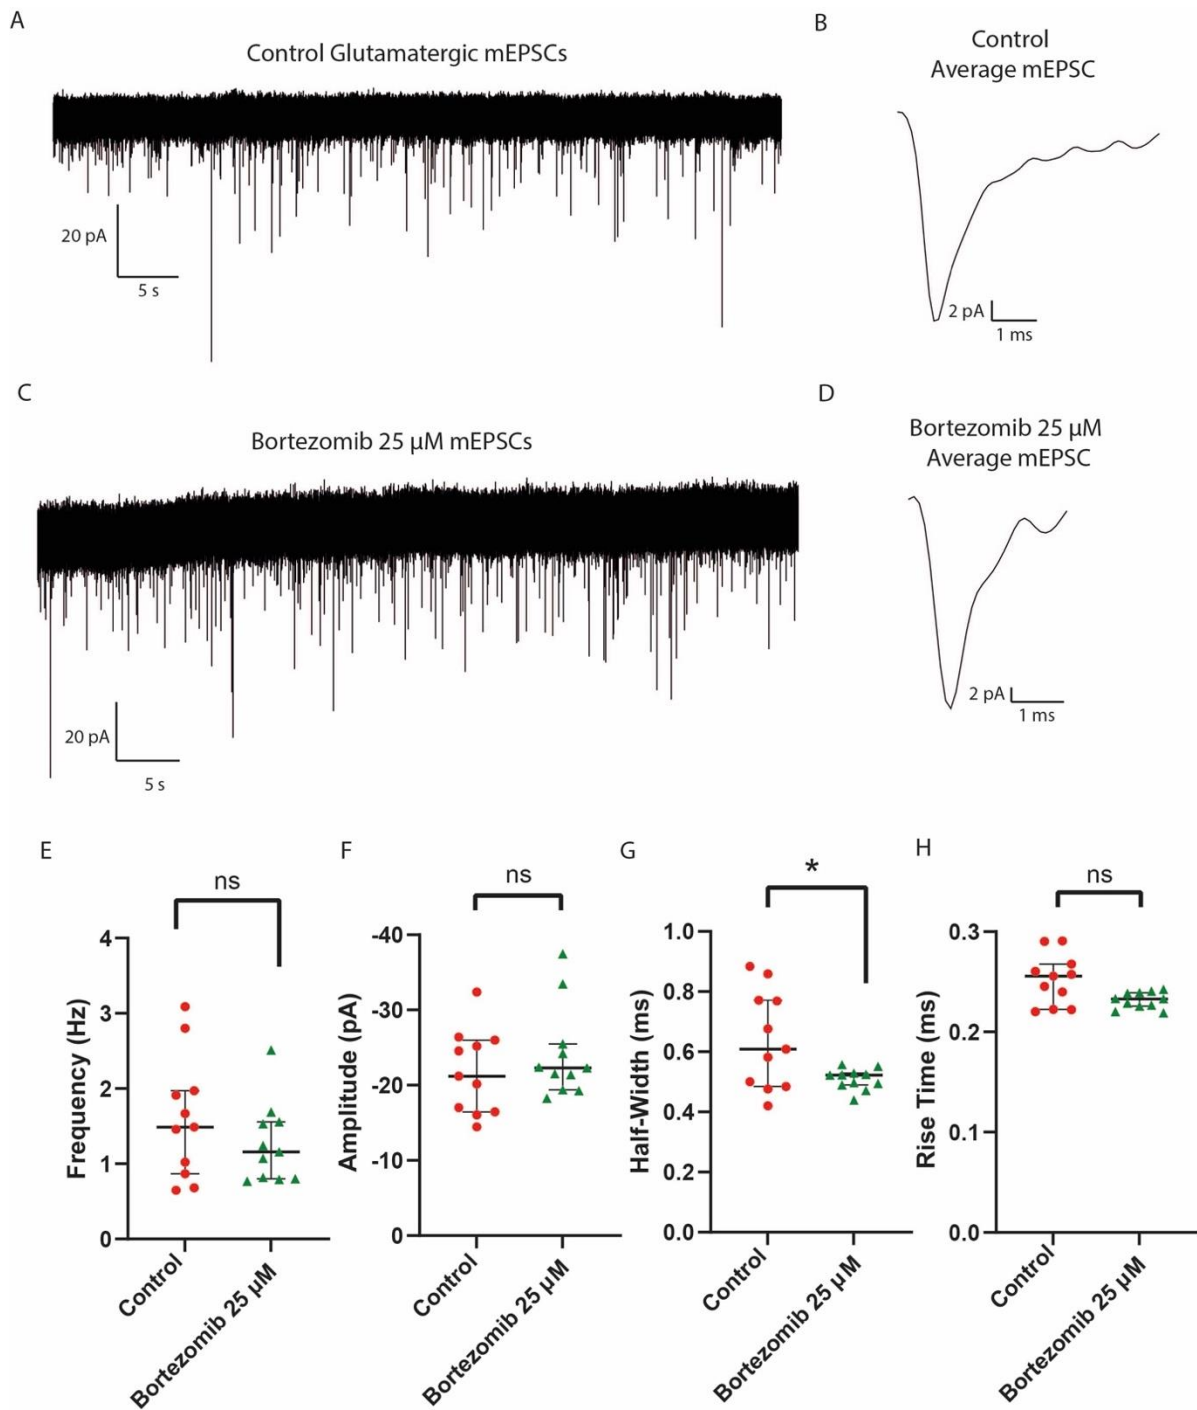 A
Control Glutamatergic mEPSCs
20 pA
5 s
B
Control
Average mEPSC
2 pA
1 ms
C
Bortezomib 25 µM mEPSCs
20 pA
5 s
D
Bortezomib 25 µM
Average mEPSC
2 pA
1 ms
E
ns
Frequency (Hz)
4
3
2
1
0
Control
Bortezomib 25 µM
F
ns
Amplitude (pA)
-40
-30
-20
-10
0
Control
Bortezomib 25 µM
G
*
Half-Width (ms)
1.0
0.8
0.6
0.4
0.2
0.0
Control
Bortezomib 25 µM
H
ns
Rise Time (ms)
0.3
0.2
0.1
0.0
Control
Bortezomib 25 µM